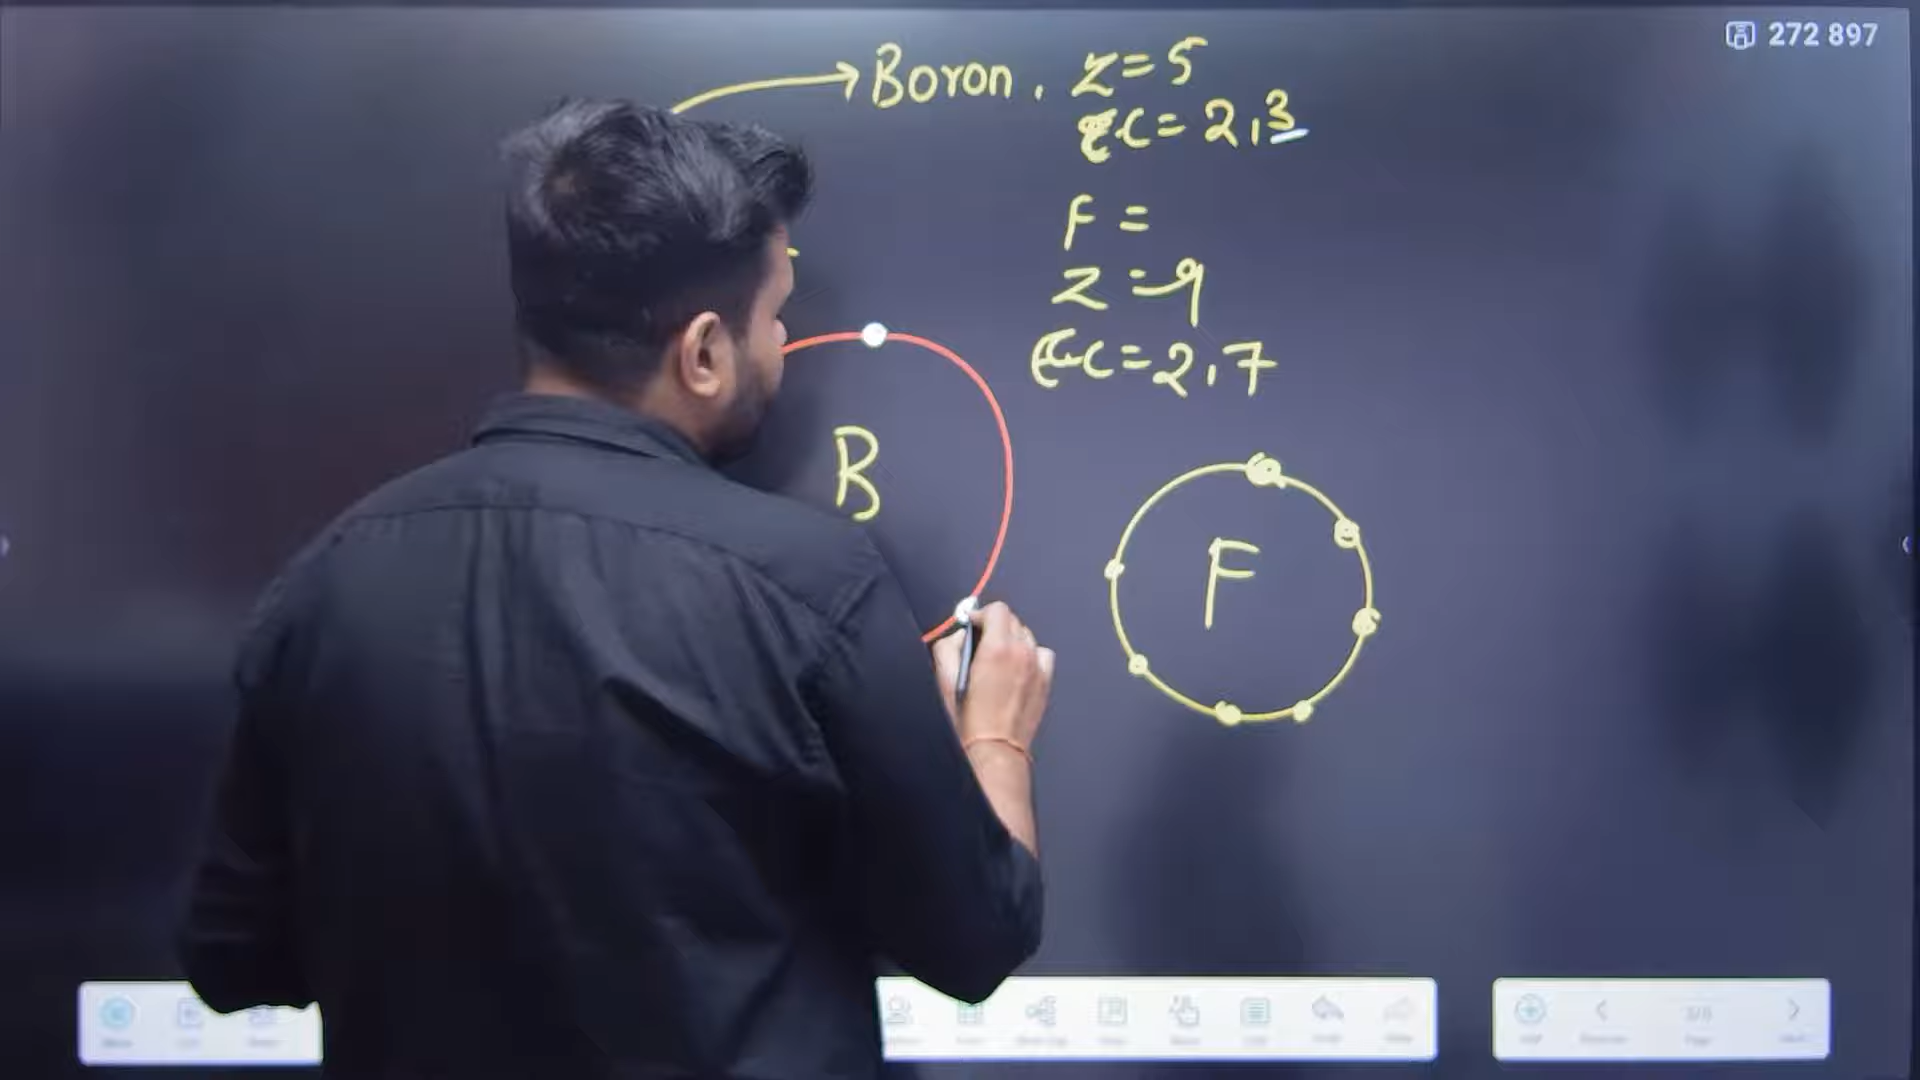 272 897
Boron, Z=5
EC= 2,3
F =
Z =9
EC=2,7
B
F